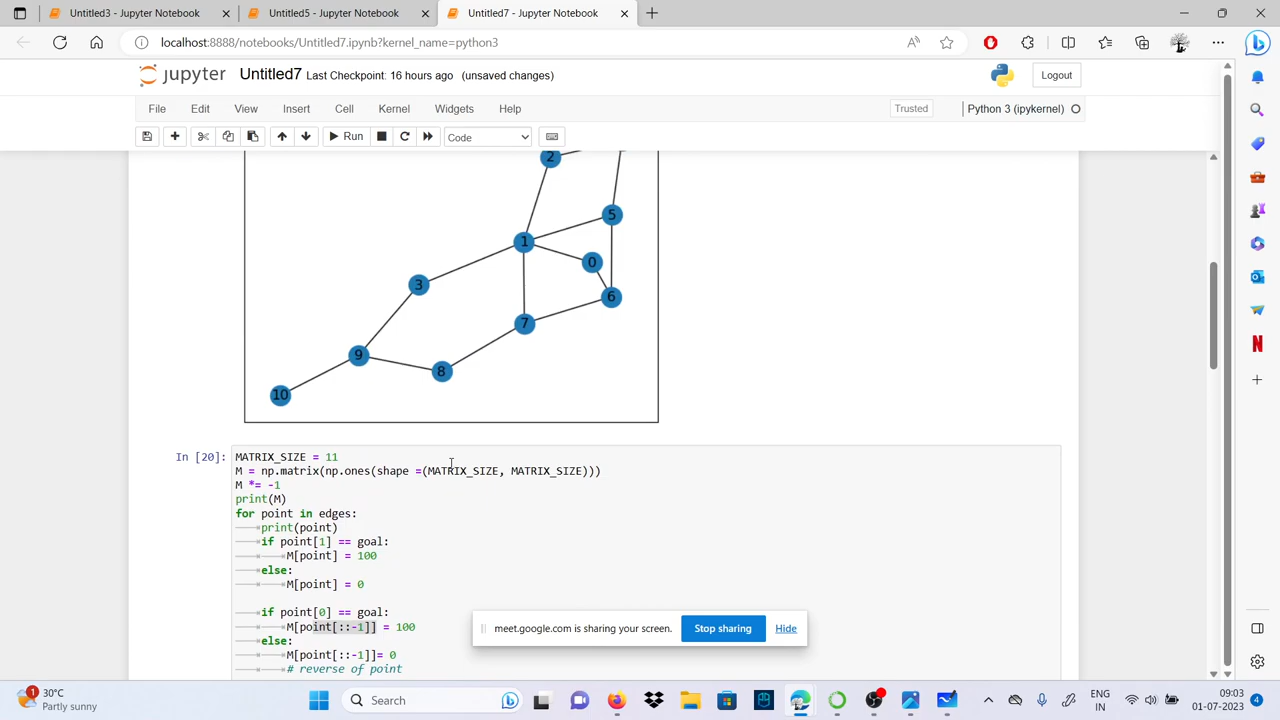 Untitled3 - Jupyter Notebook
Untitled5 - Jupyter Notebook
Untitled7 - Jupyter Notebook
localhost:8888/notebooks/Untitled7.ipynb?kernel_name=python3
jupyter Untitled7 Last Checkpoint: 16 hours ago (unsaved changes)
Logout
File Edit View Insert Cell Kernel Widgets Help
Trusted
Python 3 (ipykernel)
Run
Code
2
5
1
0
3
6
7
9
8
10
In [20]:
MATRIX_SIZE = 11
M = np.matrix(np.ones(shape =(MATRIX_SIZE, MATRIX_SIZE)))
M *= -1
print(M)
for point in edges:
print(point)
if point[1] == goal:
M[point] = 100
else:
M[point] = 0
if point[0] == goal:
M[point[::-1]] = 100
else:
M[point[::-1]]= 0
# reverse of point
meet.google.com is sharing your screen.
Stop sharing
Hide
1
30°C
Partly sunny
Search
ENG
IN
09:03
01-07-2023
4